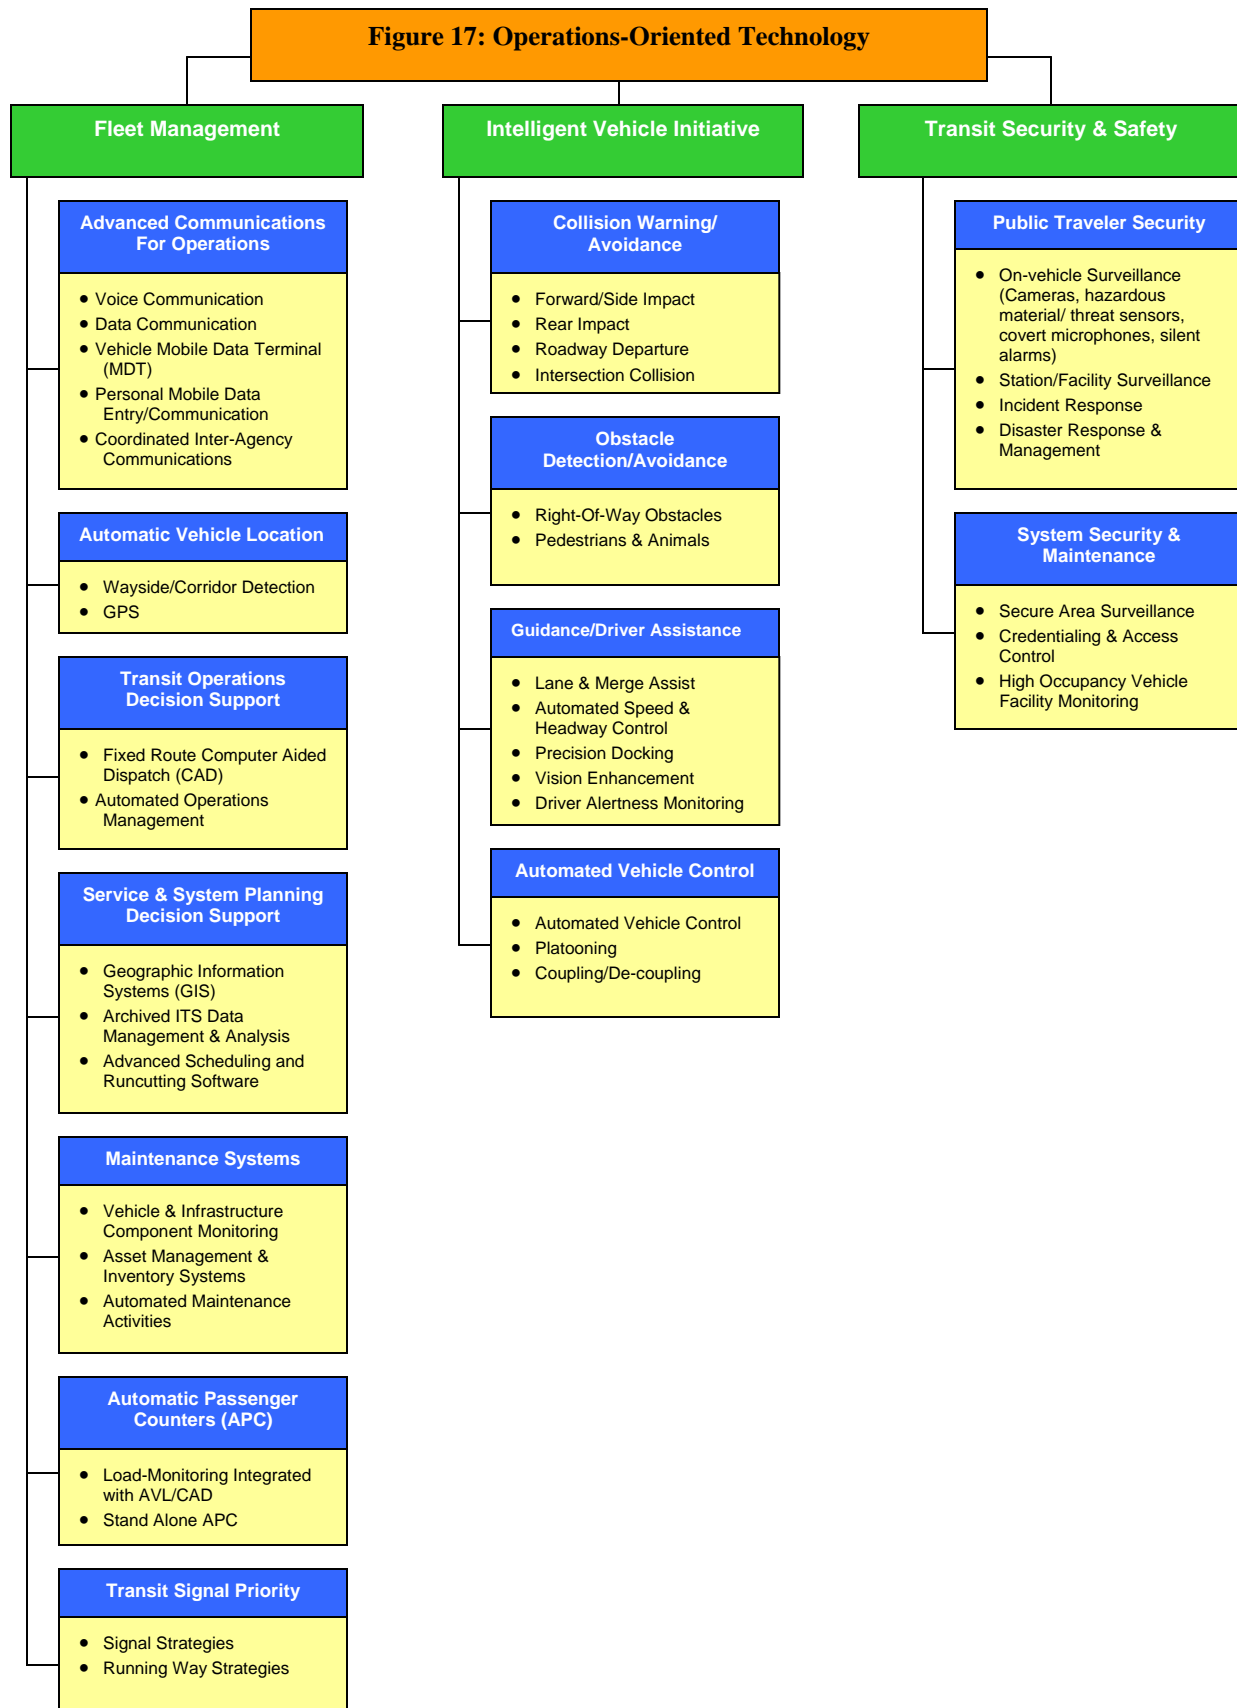 Figure 17: Operations-Oriented Technology
Fleet Management
Advanced Communications
For Operations
● Voice Communication
● Data Communication
● Vehicle Mobile Data Terminal
(MDT)
● Personal Mobile Data
Entry/Communication
● Coordinated Inter-Agency
Communications
Automatic Vehicle Location
● Wayside/Corridor Detection
● GPS
Transit Operations
Decision Support
● Fixed Route Computer Aided
Dispatch (CAD)
● Automated Operations
Management
Service & System Planning
Decision Support
● Geographic Information
Systems (GIS)
● Archived ITS Data
Management & Analysis
● Advanced Scheduling and
Runcutting Software
Maintenance Systems
● Vehicle & Infrastructure
Component Monitoring
● Asset Management &
Inventory Systems
● Automated Maintenance
Activities
Automatic Passenger
Counters (APC)
● Load-Monitoring Integrated
with AVL/CAD
● Stand Alone APC
Transit Signal Priority
● Signal Strategies
● Running Way Strategies
Intelligent Vehicle Initiative
Collision Warning/
Avoidance
● Forward/Side Impact
● Rear Impact
● Roadway Departure
● Intersection Collision
Obstacle
Detection/Avoidance
● Right-Of-Way Obstacles
● Pedestrians & Animals
Guidance/Driver Assistance
● Lane & Merge Assist
● Automated Speed &
Headway Control
● Precision Docking
● Vision Enhancement
● Driver Alertness Monitoring
Automated Vehicle Control
● Automated Vehicle Control
● Platooning
● Coupling/De-coupling
Transit Security & Safety
Public Traveler Security
● On-vehicle Surveillance
(Cameras, hazardous
material/ threat sensors,
covert microphones, silent
alarms)
● Station/Facility Surveillance
● Incident Response
● Disaster Response &
Management
System Security &
Maintenance
● Secure Area Surveillance
● Credentialing & Access
Control
● High Occupancy Vehicle
Facility Monitoring